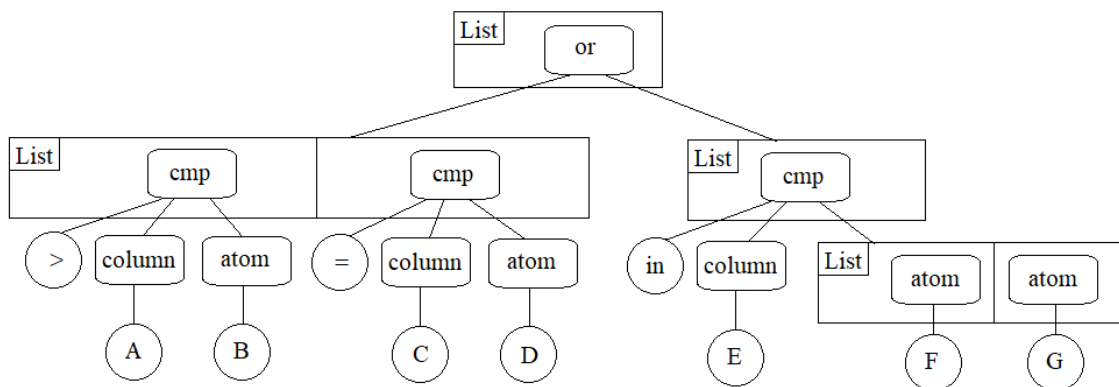 List
or
List
cmp
cmp
List
cmp
> column atom = column atom in column
List
atom
atom
A B C D E F G